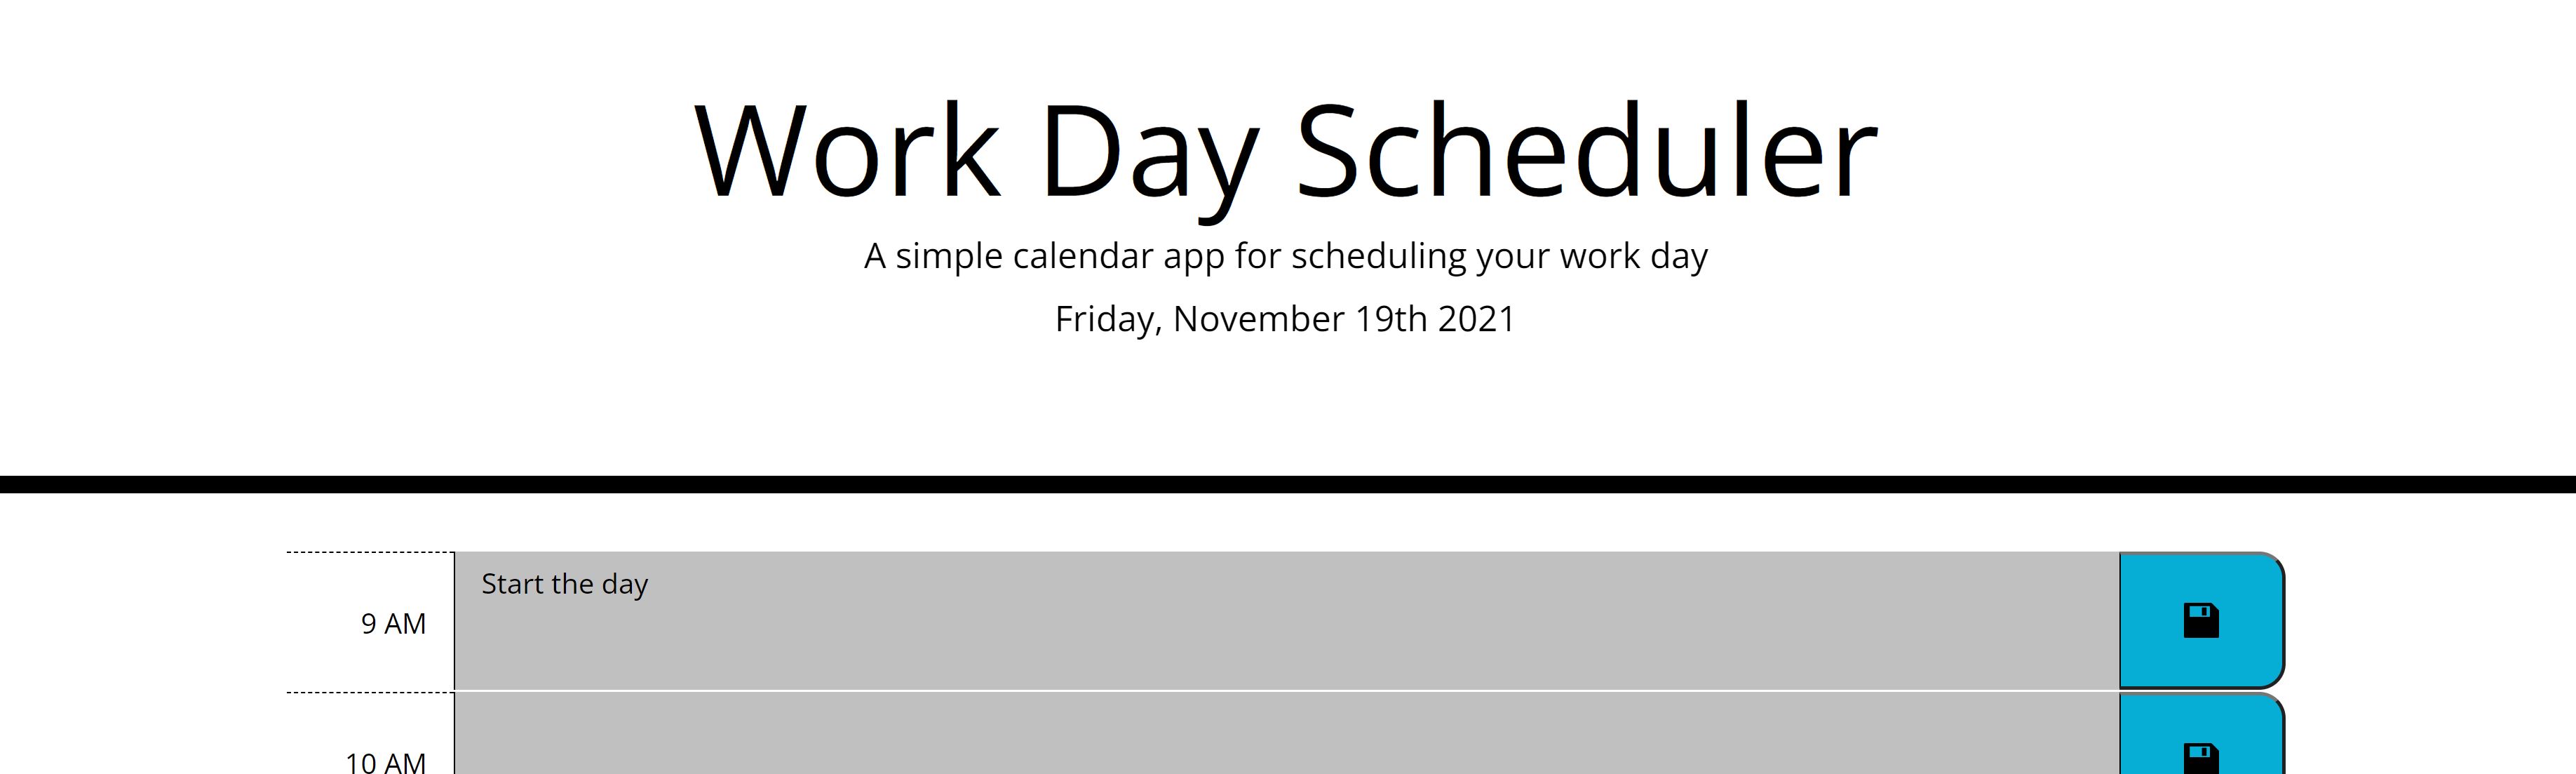 Work Day Scheduler
A simple calendar app for scheduling your work day
Friday, November 19th 2021
Start the day
9 AM
10 AM